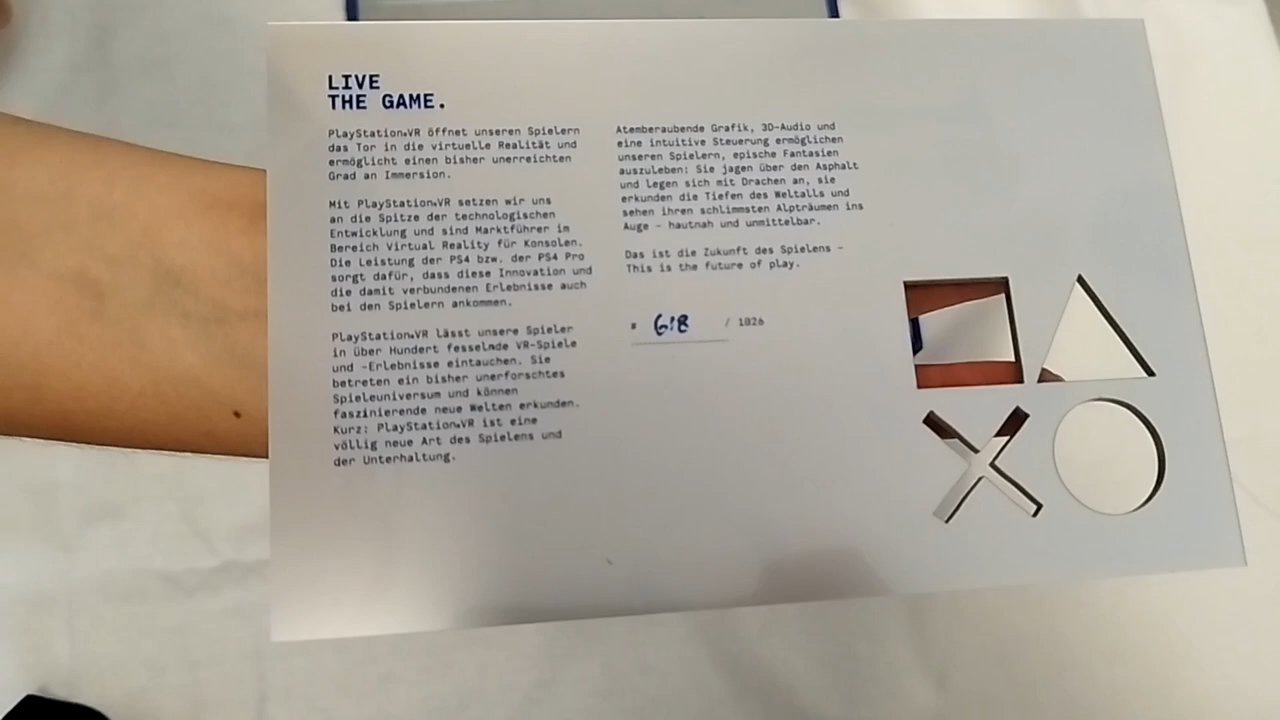 LIVE
THE GAME.
PlayStation®VR öffnet unseren Spielern
das Tor in die virtuelle Realität und
ermöglicht einen bisher unerreichten
Grad an Immersion.
Mit PlayStation®VR setzen wir uns
an die Spitze der technologischen
Entwicklung und sind Marktführer im
Bereich Virtual Reality für Konsolen.
Die Leistung der PS4 bzw. der PS4 Pro
sorgt dafür, dass diese Innovation und
die damit verbundenen Erlebnisse auch
bei den Spielern ankommen.
PlayStation®VR lässt unsere Spieler
in über Hundert fesselnde VR-Spiele
und -Erlebnisse eintauchen. Sie
betreten ein bisher unerforschtes
Spieleuniversum und können
faszinierende neue Welten erkunden.
Kurz: PlayStation®VR ist eine
völlig neue Art des Spielens und
der Unterhaltung.
Atemberaubende Grafik, 3D-Audio und
eine intuitive Steuerung ermöglichen
unseren Spielern, epische Fantasien
auszuleben: Sie jagen über den Asphalt
und legen sich mit Drachen an, sie
erkunden die Tiefen des Weltalls und
sehen ihren schlimmsten Alpträumen ins
Auge – hautnah und unmittelbar.
Das ist die Zukunft des Spielens –
This is the future of play.
# 618 / 1026